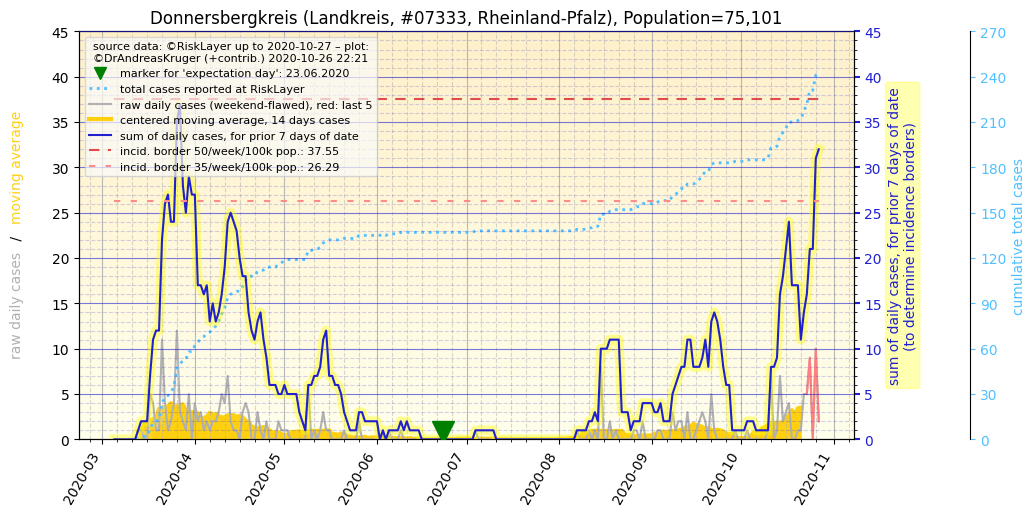 Donnersbergkreis (Landkreis, #07333, Rheinland-Pfalz), Population=75,101
source data: ©RiskLayer up to 2020-10-27 – plot:
©DrAndreasKruger (+contrib.) 2020-10-26 22:21
marker for 'expectation day': 23.06.2020
total cases reported at RiskLayer
raw daily cases (weekend-flawed), red: last 5
centered moving average, 14 days cases
sum of daily cases, for prior 7 days of date
incid. border 50/week/100k pop.: 37.55
incid. border 35/week/100k pop.: 26.29
raw daily cases / moving average
45
40
35
30
25
20
15
10
5
0
2020-03
2020-04
2020-05
2020-06
2020-07
2020-08
2020-09
2020-10
2020-11
45
40
35
30
25
20
15
10
5
0
sum of daily cases, for prior 7 days of date
(to determine incidence borders)
270
240
210
180
150
120
90
60
30
0
cumulative total cases